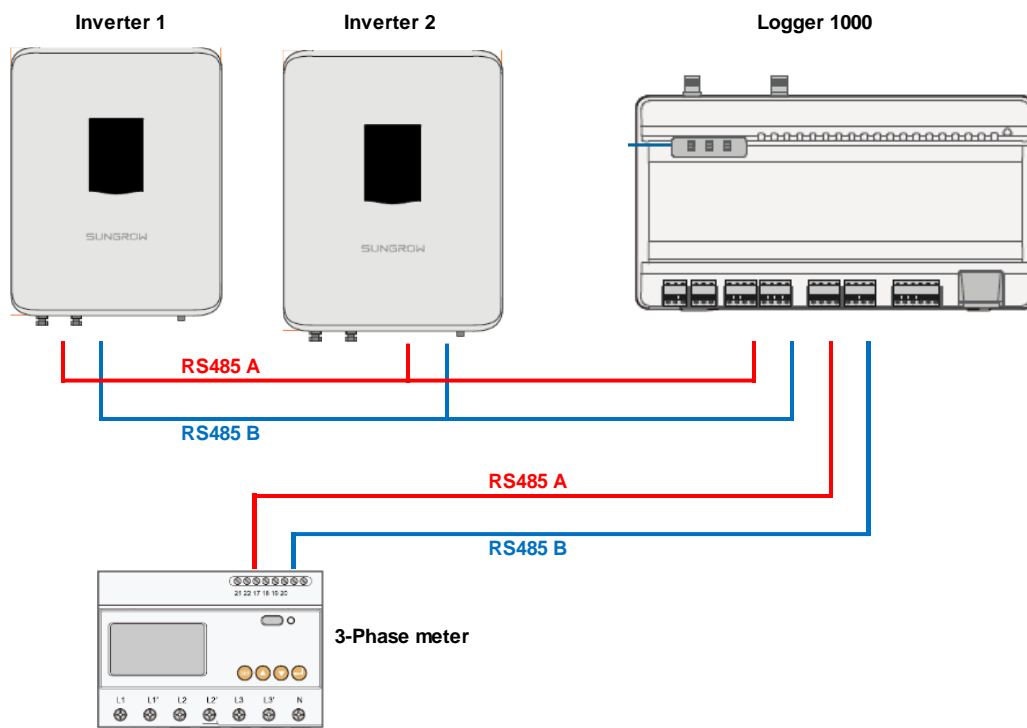 Inverter 1
Inverter 2
Logger 1000
SUNGROW
SUNGROW
RS485 A
RS485 B
RS485 A
RS485 B
21 22 17 18 19 20
3-Phase meter
L1 L1' L2 L2' L3 L3' N